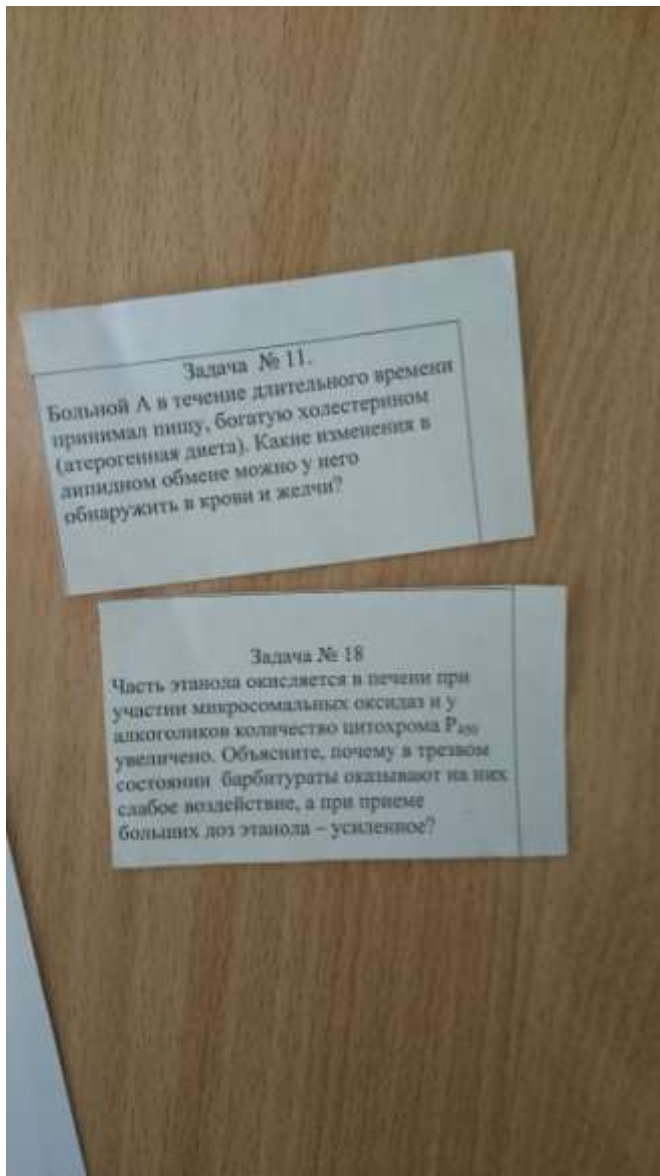 Задача № 11.
Больной А в течение длительного времени
принимал пищу, богатую холестерином
(атерогенная диета). Какие изменения в
липидном обмене можно у него
обнаружить в крови и желчи?
Задача № 18
Часть этанола окисляется в печени при
участии микросомальных оксидаз и у
алкоголиков количество цитохрома Р₄₅₀
увеличено. Объясните, почему в трезвом
состоянии барбитураты оказывают на них
слабое воздействие, а при приеме
больших доз этанола – усиленное?